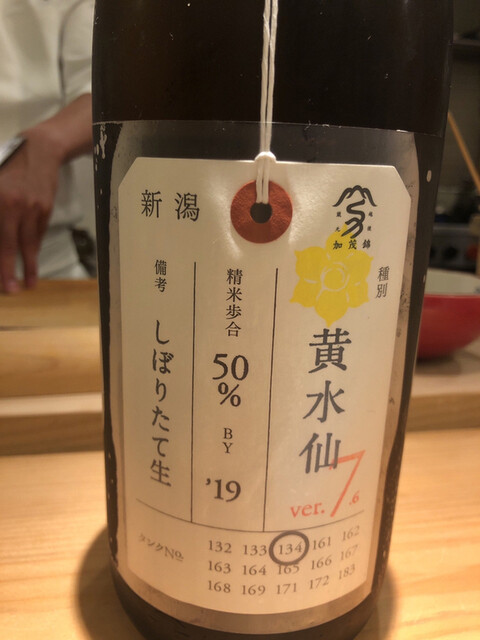 新潟
加茂錦
種別
黄水仙
ver.7.6
精米歩合
50%
BY
'19
備考
しぼりたて生
タンクNo.
132 133 134 161 162
163 164 165 166 167
168 169 171 172 183